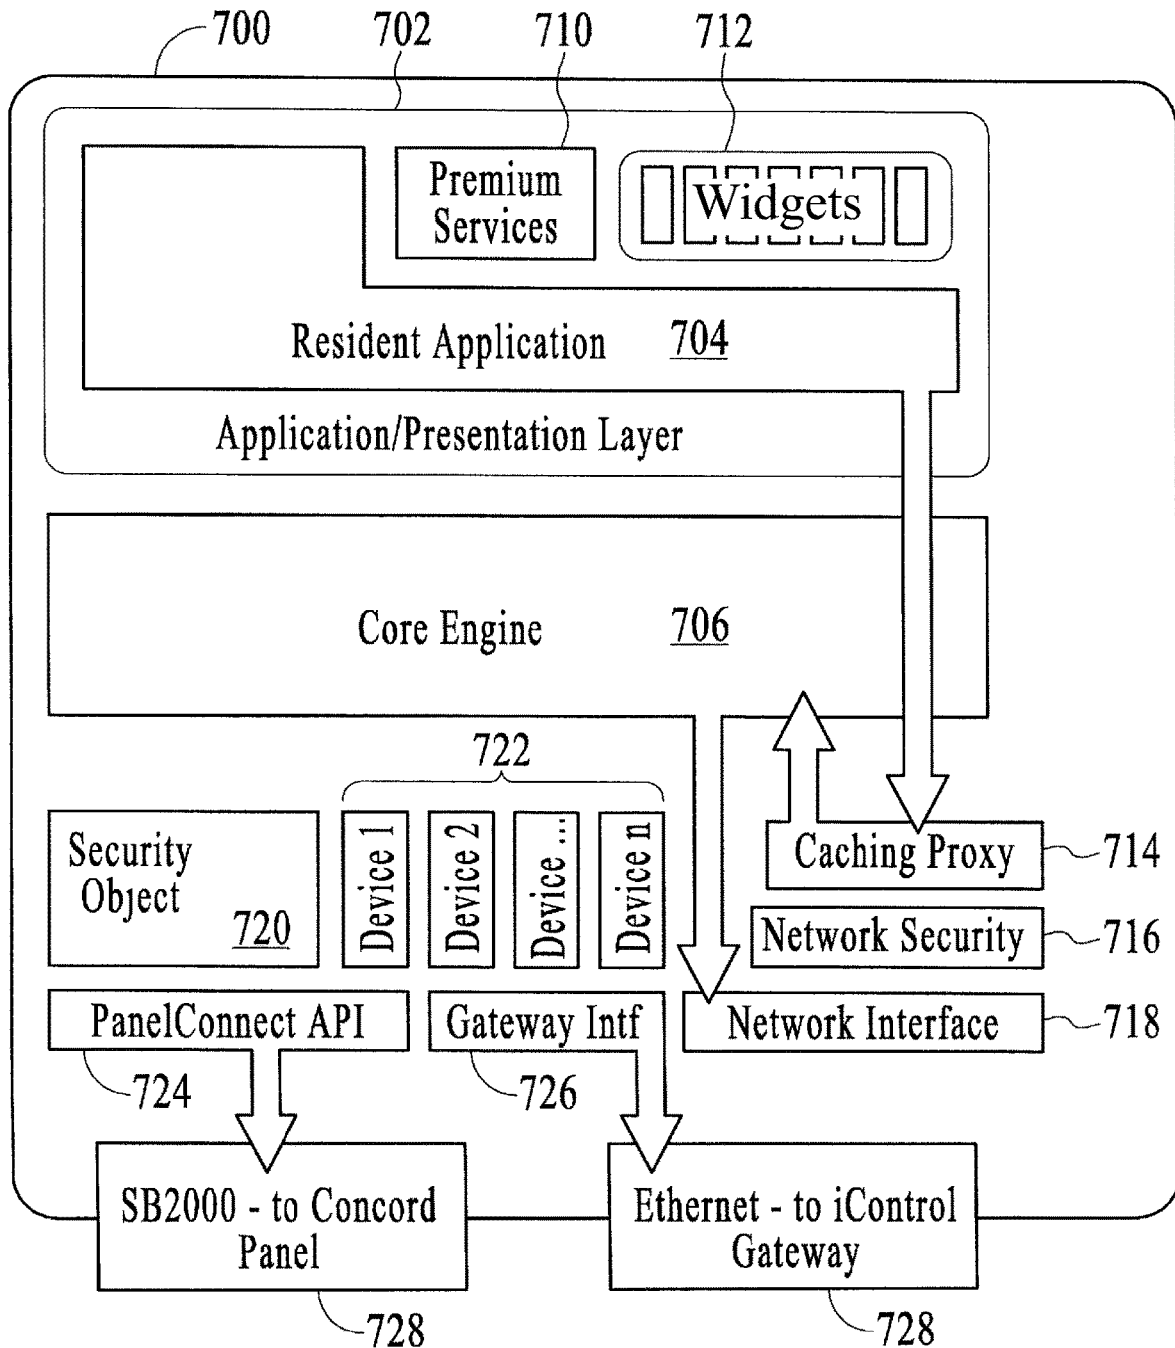 700
702
710
712
Premium
Services
Widgets
Resident Application 704
Application/Presentation Layer
Core Engine 706
722
Security
Object
720
Device 1
Device 2
Device ...
Device n
Caching Proxy
714
Network Security
716
PanelConnect API
Gateway Intf
Network Interface
718
724
726
SB2000 - to Concord
Panel
Ethernet - to iControl
Gateway
728
728